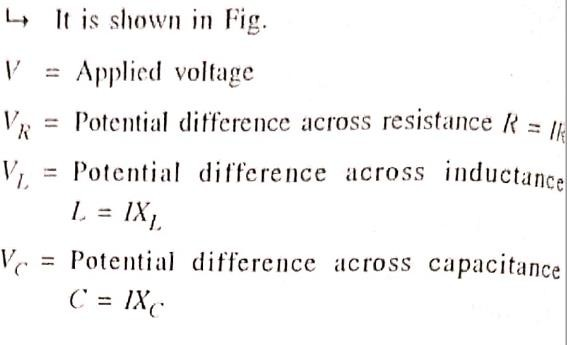 ↳ It is shown in Fig.
V = Applied voltage
V_R = Potential difference across resistance R = IR
V_L = Potential difference across inductance
L = IX_L
V_C = Potential difference across capacitance
C = IX_C